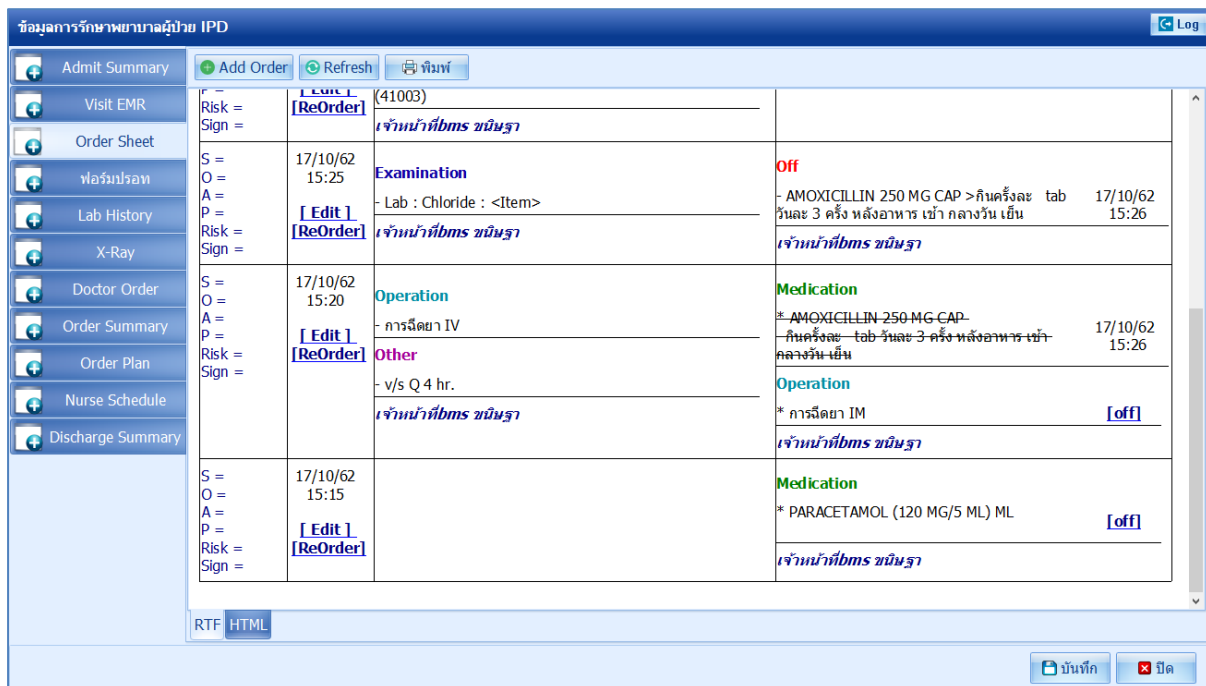 ข้อมูลการรักษาพยาบาลผู้ป่วย IPD
Log
Admit Summary
Visit EMR
Order Sheet
ฟอร์มปรอท
Lab History
X-Ray
Doctor Order
Order Summary
Order Plan
Nurse Schedule
Discharge Summary
Add Order Refresh พิมพ์
P =
Risk =
Sign =
[ Edit ]
[ReOrder]
(41003)
เจ้าหน้าที่bms ขนิษฐา
S =
O =
A =
P =
Risk =
Sign =
17/10/62
15:25
[ Edit ]
[ReOrder]
Examination
- Lab : Chloride : <Item>
เจ้าหน้าที่bms ขนิษฐา
Off
- AMOXICILLIN 250 MG CAP >กินครั้งละ tab
วันละ 3 ครั้ง หลังอาหาร เช้า กลางวัน เย็น
17/10/62
15:26
เจ้าหน้าที่bms ขนิษฐา
S =
O =
A =
P =
Risk =
Sign =
17/10/62
15:20
[ Edit ]
[ReOrder]
Operation
- การฉีดยา IV
Other
- v/s Q 4 hr.
เจ้าหน้าที่bms ขนิษฐา
Medication
* AMOXICILLIN 250 MG CAP
กินครั้งละ tab วันละ 3 ครั้ง หลังอาหาร เช้า
กลางวัน เย็น
17/10/62
15:26
Operation
* การฉีดยา IM
[off]
เจ้าหน้าที่bms ขนิษฐา
S =
O =
A =
P =
Risk =
Sign =
17/10/62
15:15
[ Edit ]
[ReOrder]
Medication
* PARACETAMOL (120 MG/5 ML) ML
[off]
เจ้าหน้าที่bms ขนิษฐา
RTF HTML
บันทึก ปิด